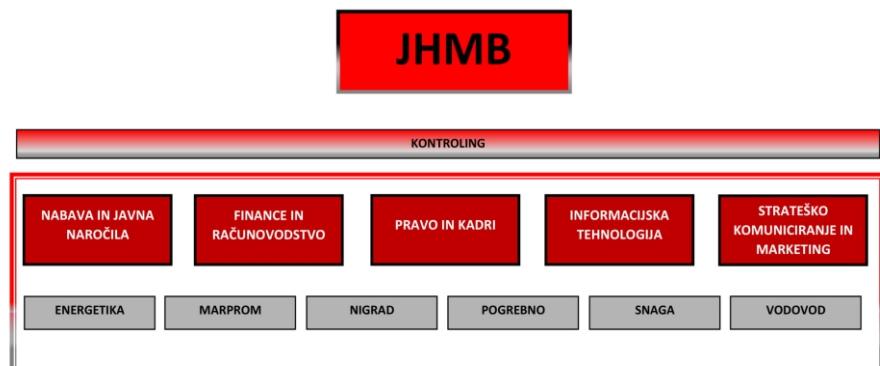 JHMB
KONTROLING
NABAVA IN JAVNA
NAROČILA
FINANCE IN
RAČUNOVODSTVO
PRAVO IN KADRI
INFORMACIJSKA
TEHNOLOGIJA
STRATEŠKO
KOMUNICIRANJE IN
MARKETING
ENERGETIKA
MARPROM
NIGRAD
POGREBNO
SNAGA
VODOVOD